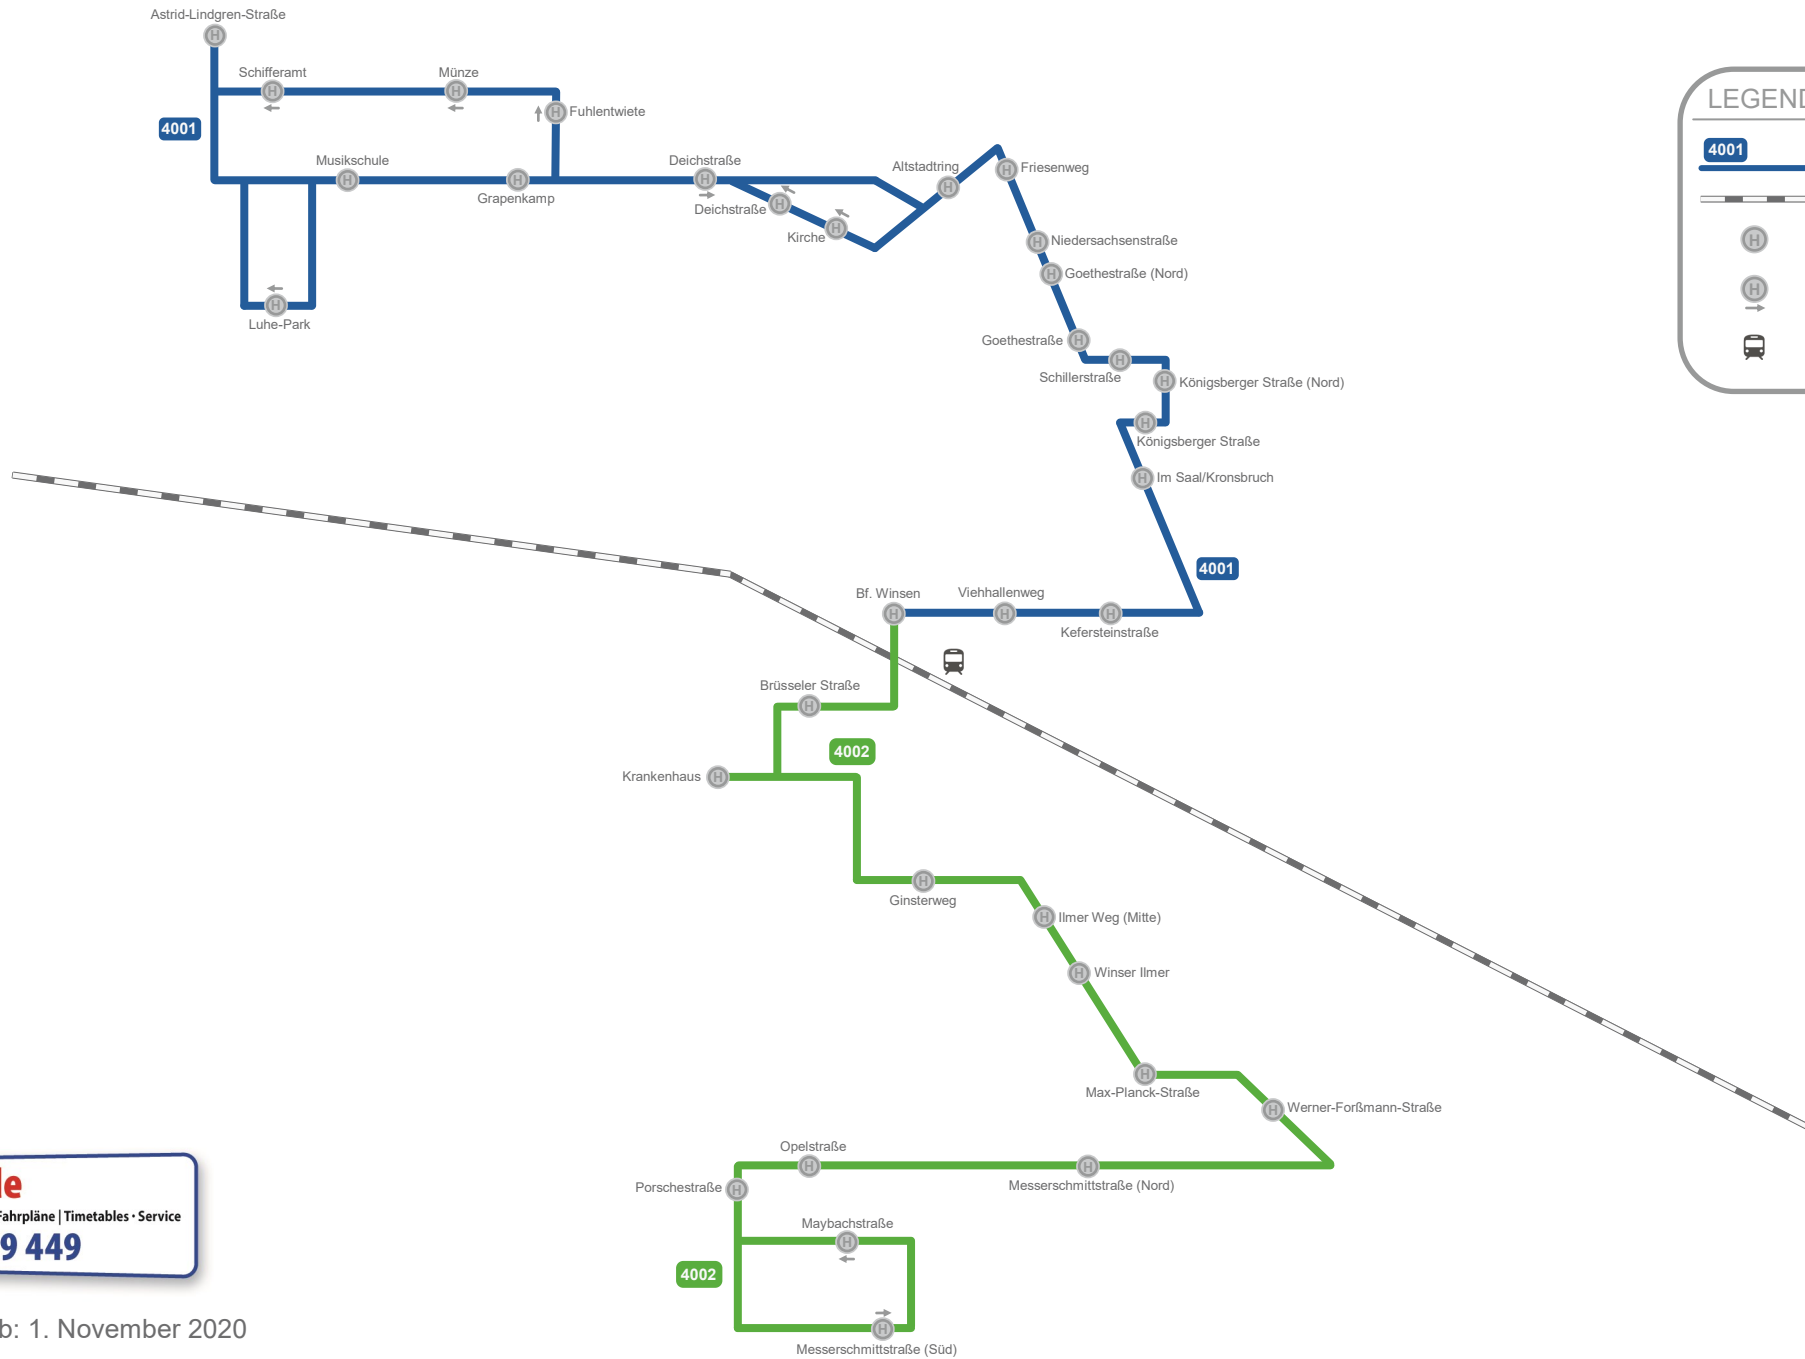 Astrid-Lindgren-Straße
H
Schifferamt
H
Münze
H
H
Fuhlentwiete
4001
Musikschule
H
Grapenkamp
H
Deichstraße
H
Deichstraße
H
Kirche
H
Altstadtring
H
H
Friesenweg
H
Niedersachsenstraße
H
Goethestraße (Nord)
Luhe-Park
H
Goethestraße
H
Schillerstraße
H
H
Königsberger Straße (Nord)
H
Königsberger Straße
H
Im Saal/Kronsbruch
4001
Bf. Winsen
H
Viehhallenweg
H
Kefersteinstraße
H
Brüsseler Straße
H
4002
Krankenhaus
H
Ginsterweg
H
H
Ilmer Weg (Mitte)
H
Winser Ilmer
H
Max-Planck-Straße
H
Werner-Forßmann-Straße
Opelstraße
H
Messerschmittstraße (Nord)
H
Porschestraße
H
Maybachstraße
H
4002
H
Messerschmittstraße (Süd)
LEGEND
4001
H
H
le
Fahrpläne | Timetables · Service
9 449
b: 1. November 2020